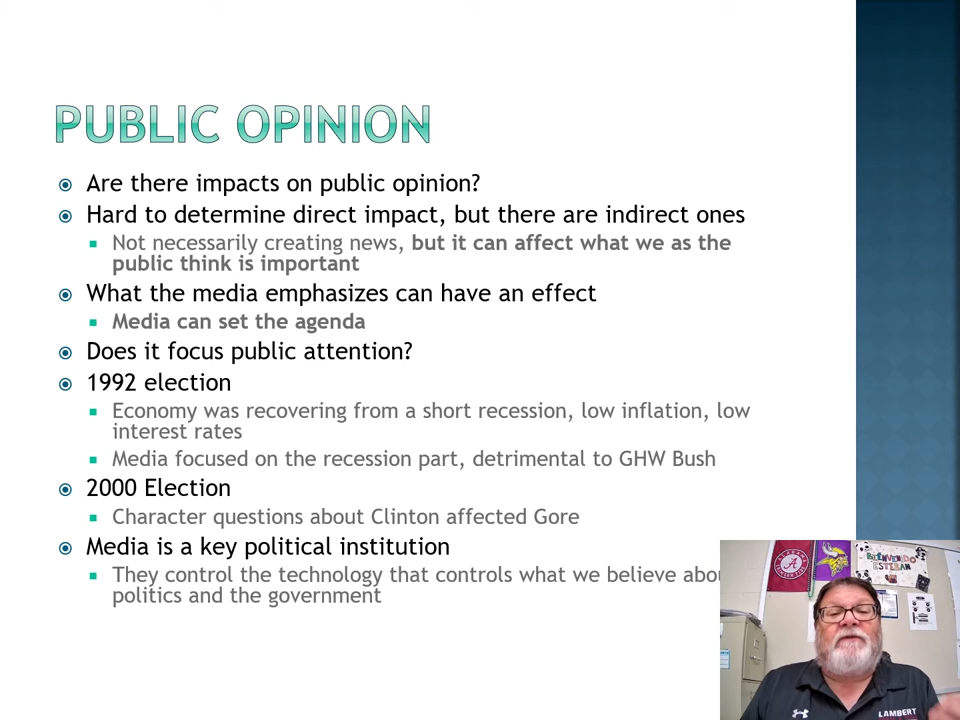 PUBLIC OPINION
Are there impacts on public opinion?
Hard to determine direct impact, but there are indirect ones
Not necessarily creating news, but it can affect what we as the
public think is important
What the media emphasizes can have an effect
Media can set the agenda
Does it focus public attention?
1992 election
Economy was recovering from a short recession, low inflation, low
interest rates
Media focused on the recession part, detrimental to GHW Bush
2000 Election
Character questions about Clinton affected Gore
Media is a key political institution
They control the technology that controls what we believe abou
politics and the government
ALABAMA
BIENVENIDO
ESTEBAN
LAMBERT